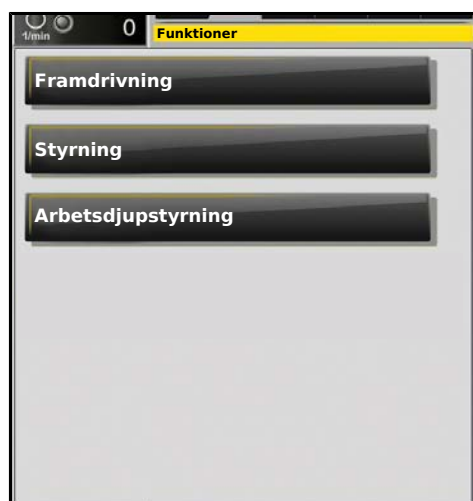 1/min
0
Funktioner
Framdrivning
Styrning
Arbetsdjupstyrning